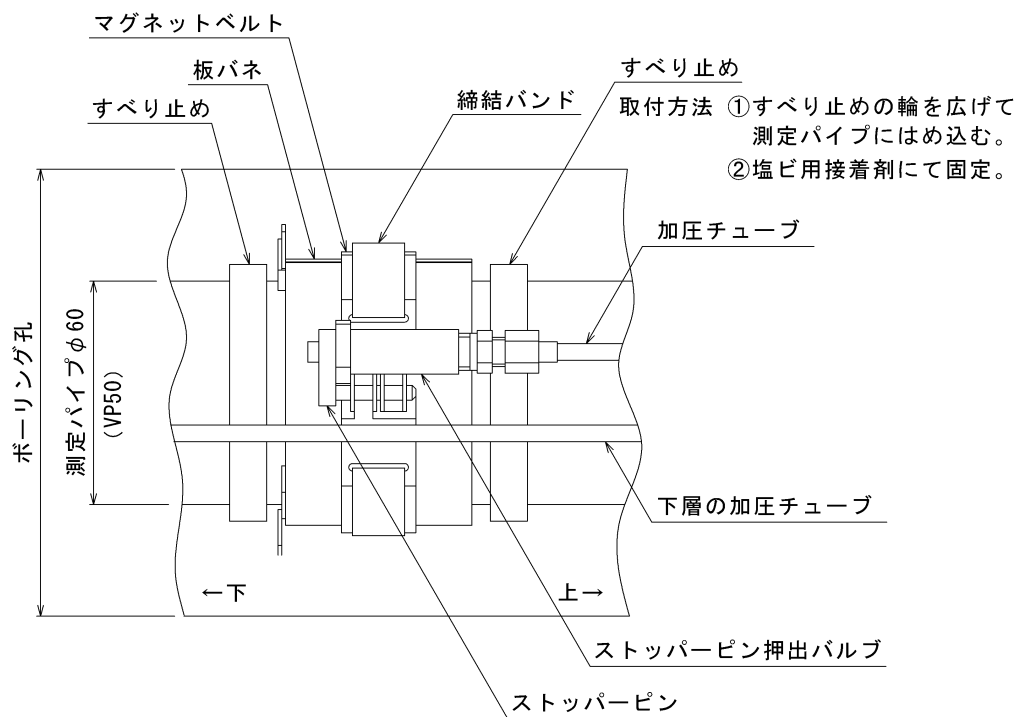 マグネットベルト
板バネ
すべり止め
締結バンド
すべり止め
取付方法 ①すべり止めの輪を広げて
測定パイプにはめ込む。
②塩ビ用接着剤にて固定。
加圧チューブ
加圧チューブ
ボーリング孔
測定パイプφ60
(VP50)
下層の加圧チューブ
←下
上→
ストッパーピン押出バルブ
ストッパーピン